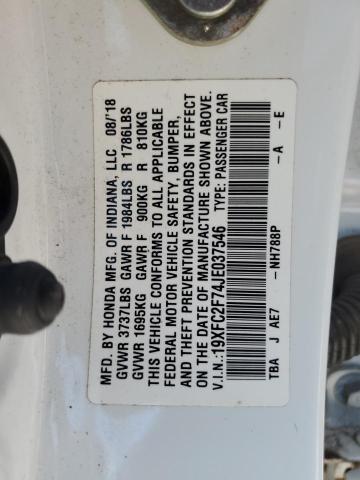 MFD. BY HONDA MFG. OF INDIANA, LLC 08/'18
GVWR 3737LBS GAWR F 1984LBS R 1786LBS
GVWR 1695KG GAWR F 900KG R 810KG
THIS VEHICLE CONFORMS TO ALL APPLICABLE
FEDERAL MOTOR VEHICLE SAFETY, BUMPER,
AND THEFT PREVENTION STANDARDS IN EFFECT
ON THE DATE OF MANUFACTURE SHOWN ABOVE.
V.I.N.:19XFC2F74JE037546 TYPE: PASSENGER CAR
TBA J AE7 - NH788P - A - E